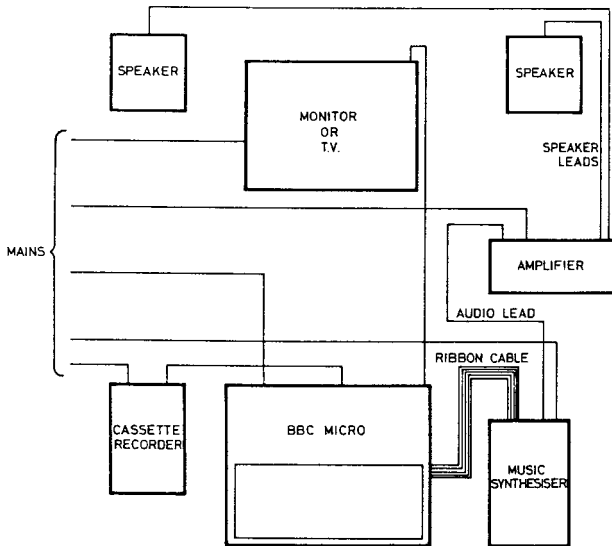 SPEAKER
SPEAKER
MONITOR
OR
T.V.
SPEAKER
LEADS
MAINS
AMPLIFIER
AUDIO LEAD
RIBBON CABLE
CASSETTE
RECORDER
BBC MICRO
MUSIC
SYNTHESISER